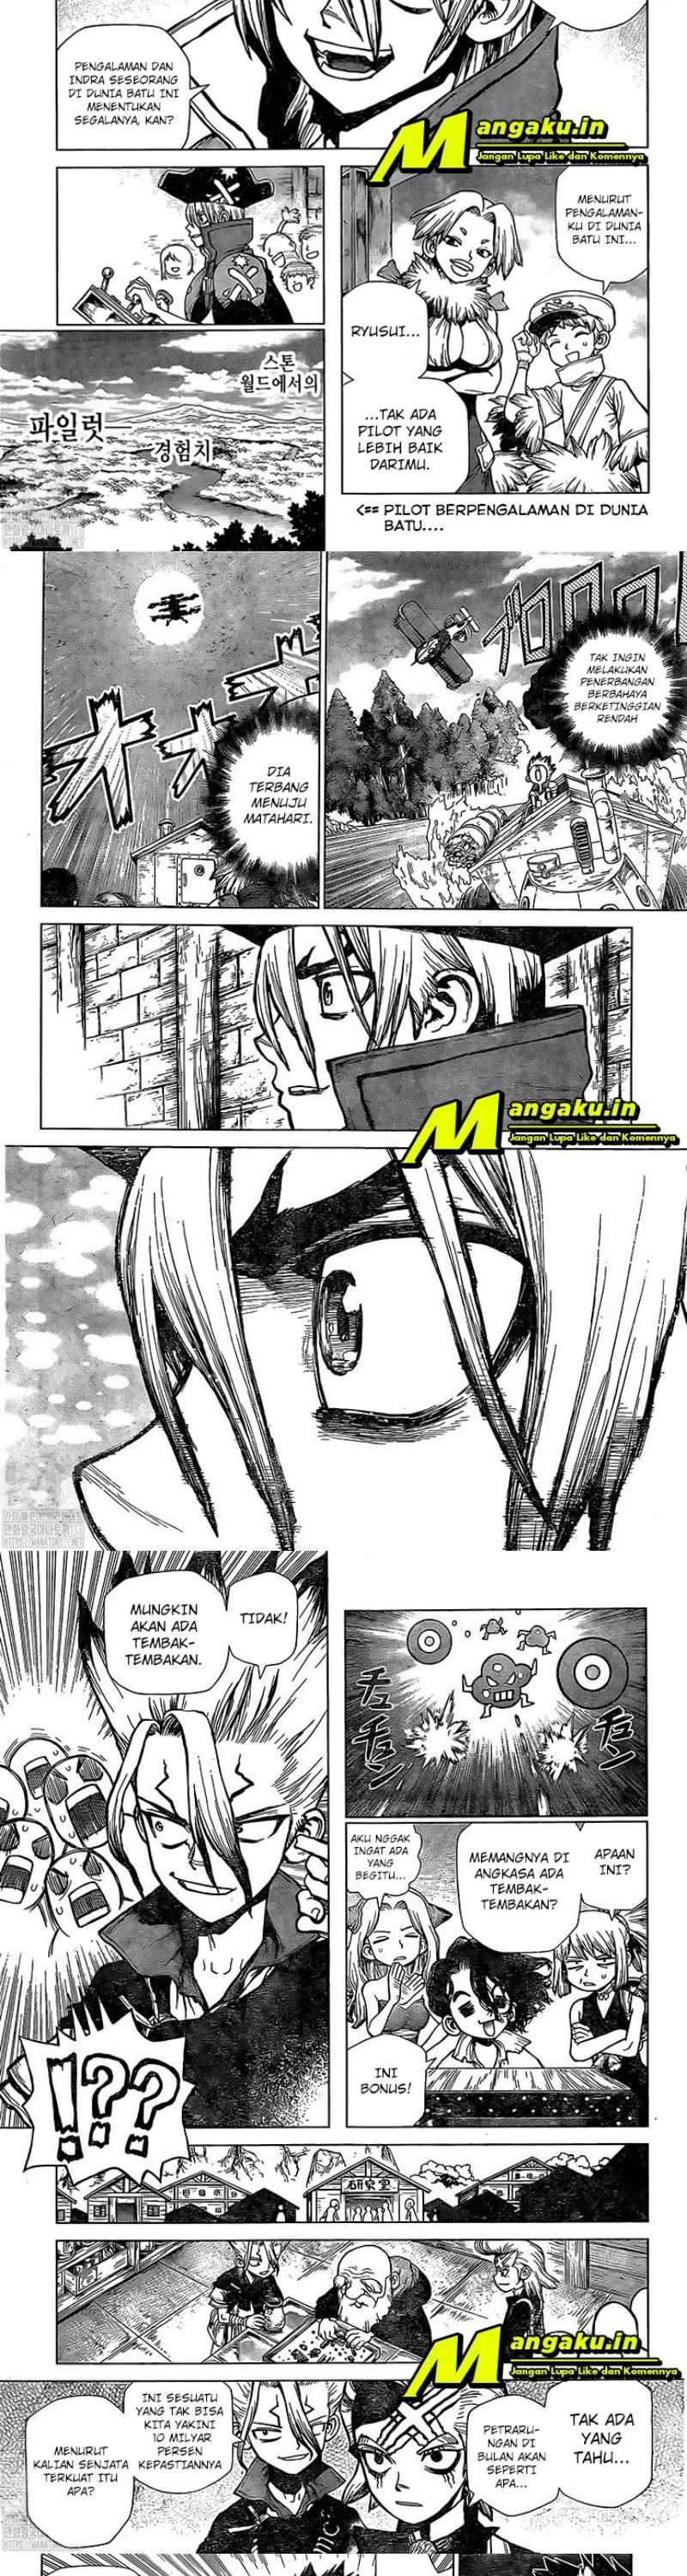 PENGALAMAN DAN
INDRA SESEORANG
DI DUNIA BATU INI
MENENTUKAN
SEGALANYA, KAN?
Mangaku.in
Jangan Lupa Like dan Komennya
MENURUT
PENGALAMAN-
KU DI DUNIA
BATU INI...
RYUSUI...
...TAK ADA
PILOT YANG
LEBIH BAIK
DARIMU.
스톤
월드에서의
파일럿
경험치
<== PILOT BERPENGALAMAN DI DUNIA
BATU....
TAK INGIN
MELAKUKAN
PENERBANGAN
BERBAHAYA
BERKETINGGIAN
RENDAH
DIA
TERBANG
MENUJU
MATAHARI.
Mangaku.in
Jangan Lupa Like dan Komennya
TIDAK!
MUNGKIN
AKAN ADA
TEMBAK-
TEMBAKAN.
APAAN
INI?
MEMANGNYA DI
ANGKASA ADA
TEMBAK-
TEMBAKAN?
AKU NGGAK
INGAT ADA
YANG
BEGITU...
INI
BONUS!
!??
研究室
Mangaku.in
Jangan Lupa Like dan Komennya
TAK ADA
YANG
TAHU...
PETRARU-
NGAN DI
BULAN AKAN
SEPERTI
APA...
INI SESUATU
YANG TAK BISA
KITA YAKINI
10 MILYAR
PERSEN
KEPASTIANNYA
MENURUT
KALIAN SENJATA
TERKUAT ITU
APA?